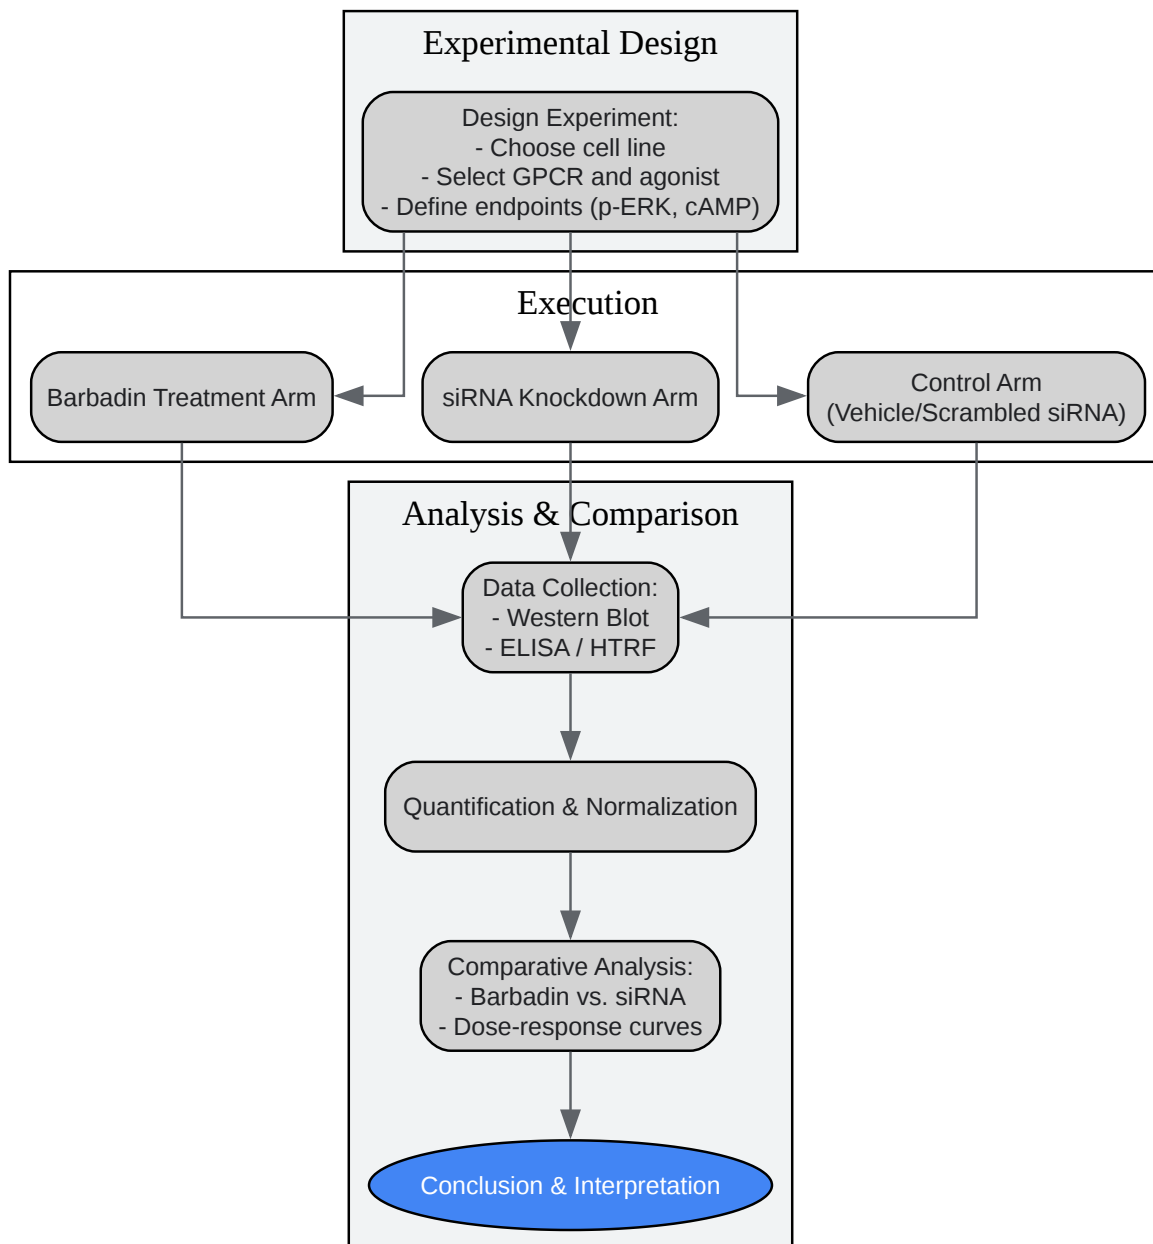 Experimental Design
Design Experiment:
- Choose cell line
- Select GPCR and agonist
- Define endpoints (p-ERK, cAMP)
Execution
Barbadin Treatment Arm
siRNA Knockdown Arm
Control Arm
(Vehicle/Scrambled siRNA)
Analysis & Comparison
Data Collection:
- Western Blot
- ELISA / HTRF
Quantification & Normalization
Comparative Analysis:
- Barbadin vs. siRNA
- Dose-response curves
Conclusion & Interpretation